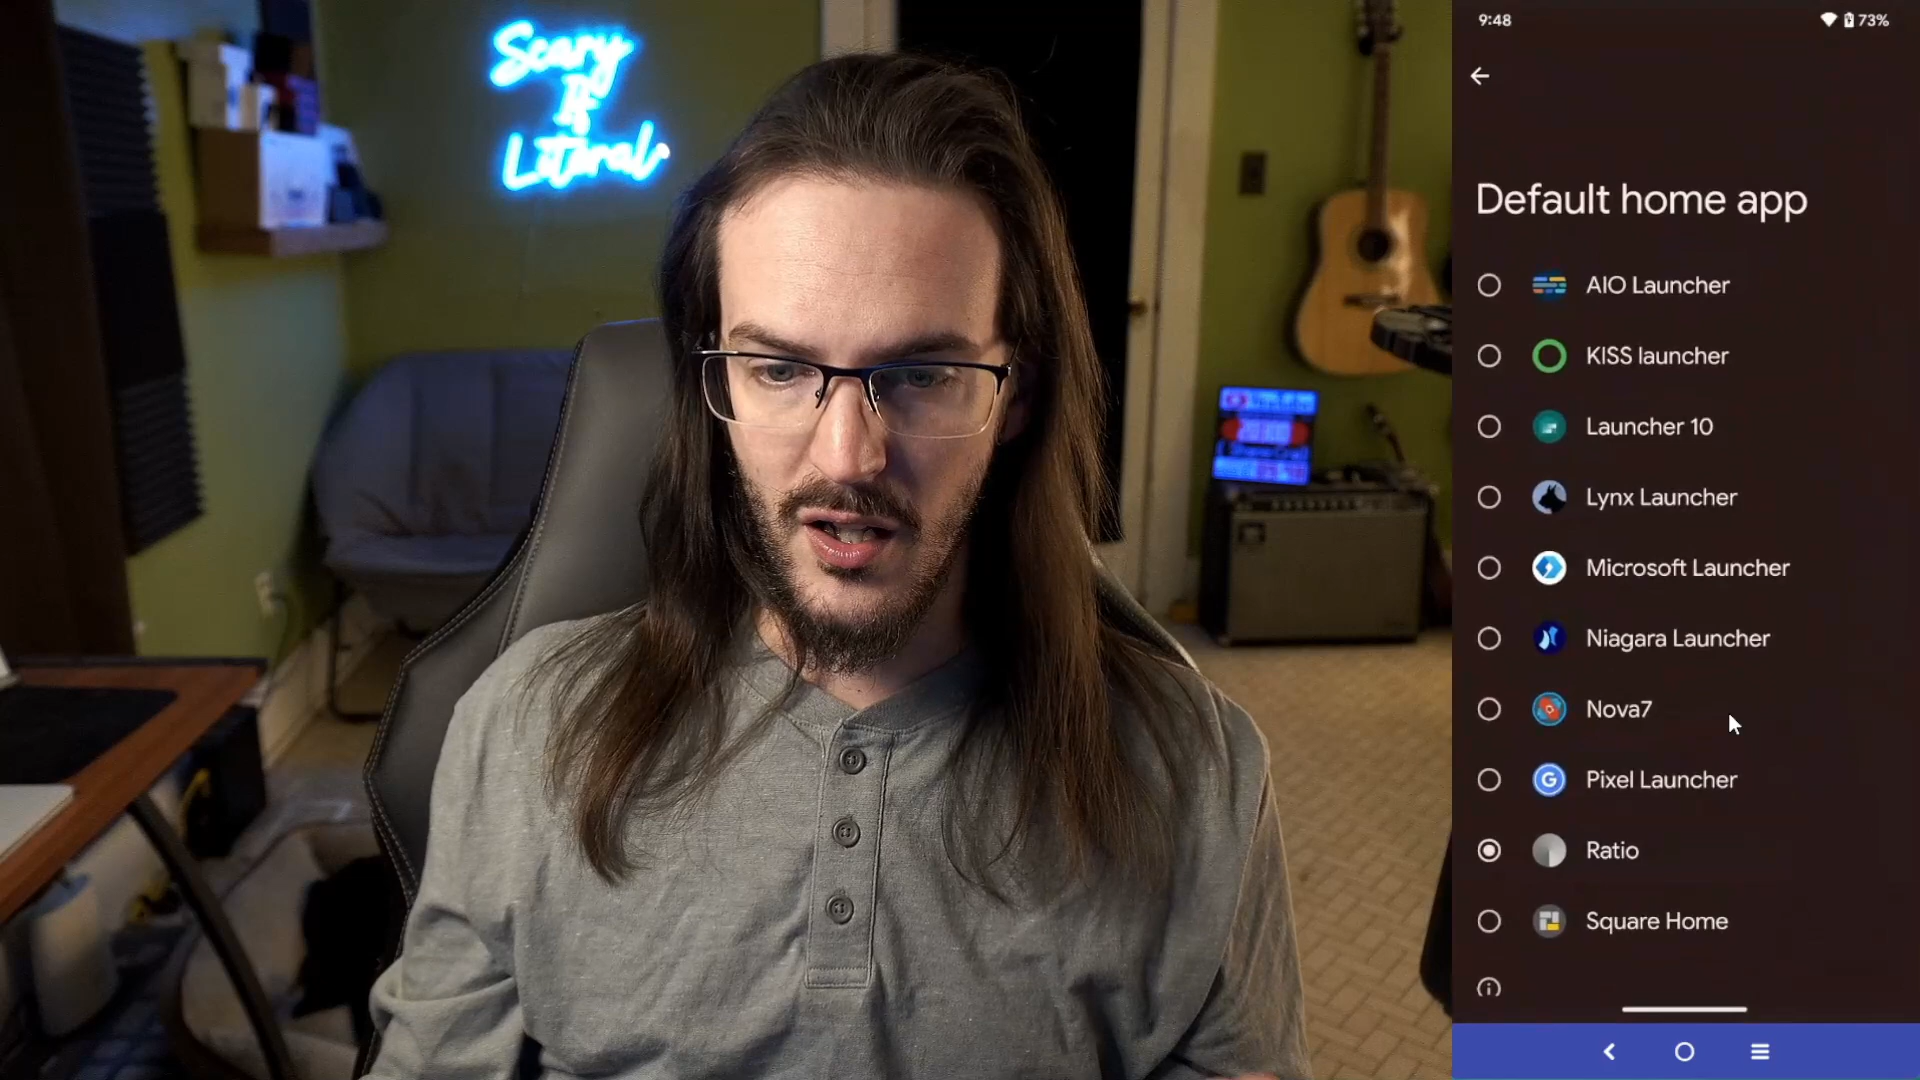 Scary
If
Literal
9:48
73%
Default home app
AIO Launcher
KISS launcher
Launcher 10
Lynx Launcher
Microsoft Launcher
Niagara Launcher
Nova7
Pixel Launcher
Ratio
Square Home